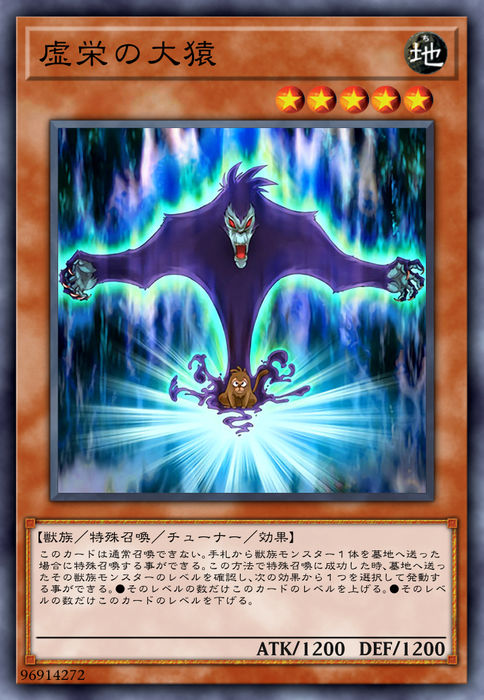 虚栄の大猿
ち
地
【獣族／特殊召喚／チューナー／効果】
このカードは通常召喚できない。手札から獣族モンスター１体を墓地へ送った
場合に特殊召喚する事ができる。この方法で特殊召喚に成功した時、墓地へ送っ
たその獣族モンスターのレベルを確認し、次の効果から１つを選択して発動す
る事ができる。●そのレベルの数だけこのカードのレベルを上げる。●そのレベ
ルの数だけこのカードのレベルを下げる。
ATK/1200 DEF/1200
96914272